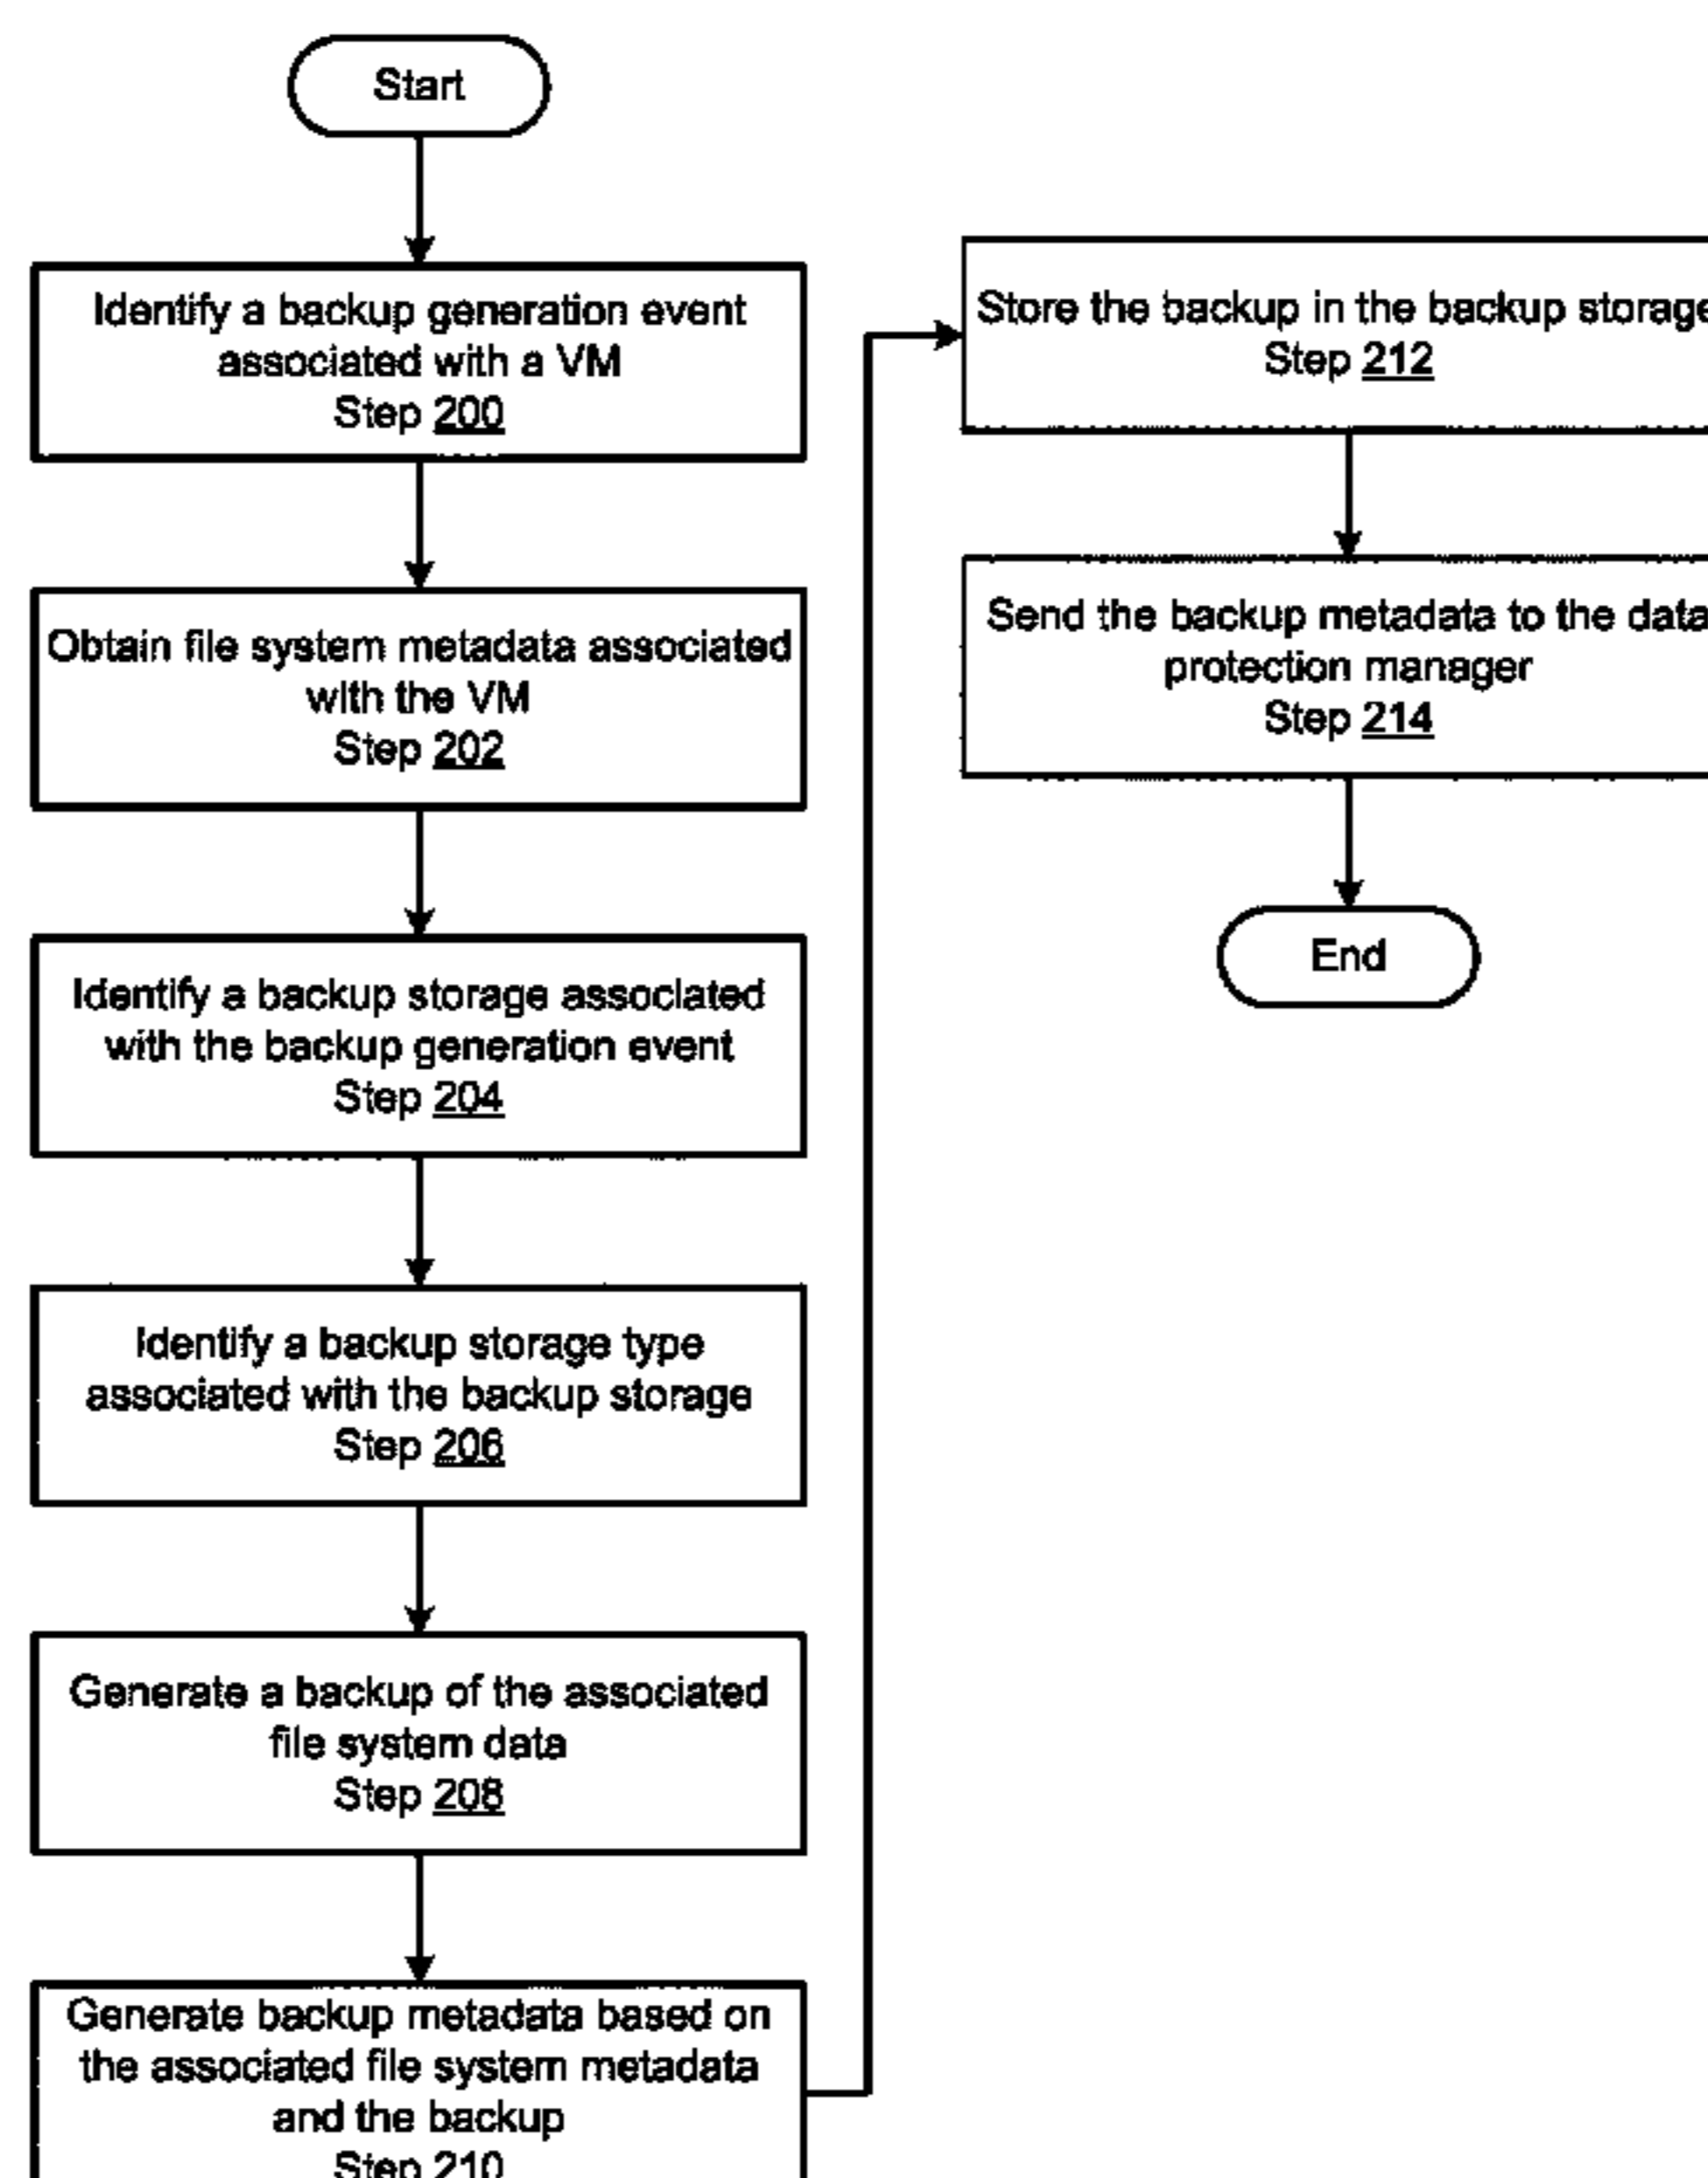 Start
Identify a backup generation event
associated with a VM
Step 200
Obtain file system metadata associated
with the VM
Step 202
Identify a backup storage associated
with the backup generation event
Step 204
Identify a backup storage type
associated with the backup storage
Step 206
Generate a backup of the associated
file system data
Step 208
Generate backup metadata based on
the associated file system metadata
and the backup
Step 210
Store the backup in the backup storage
Step 212
Send the backup metadata to the data
protection manager
Step 214
End